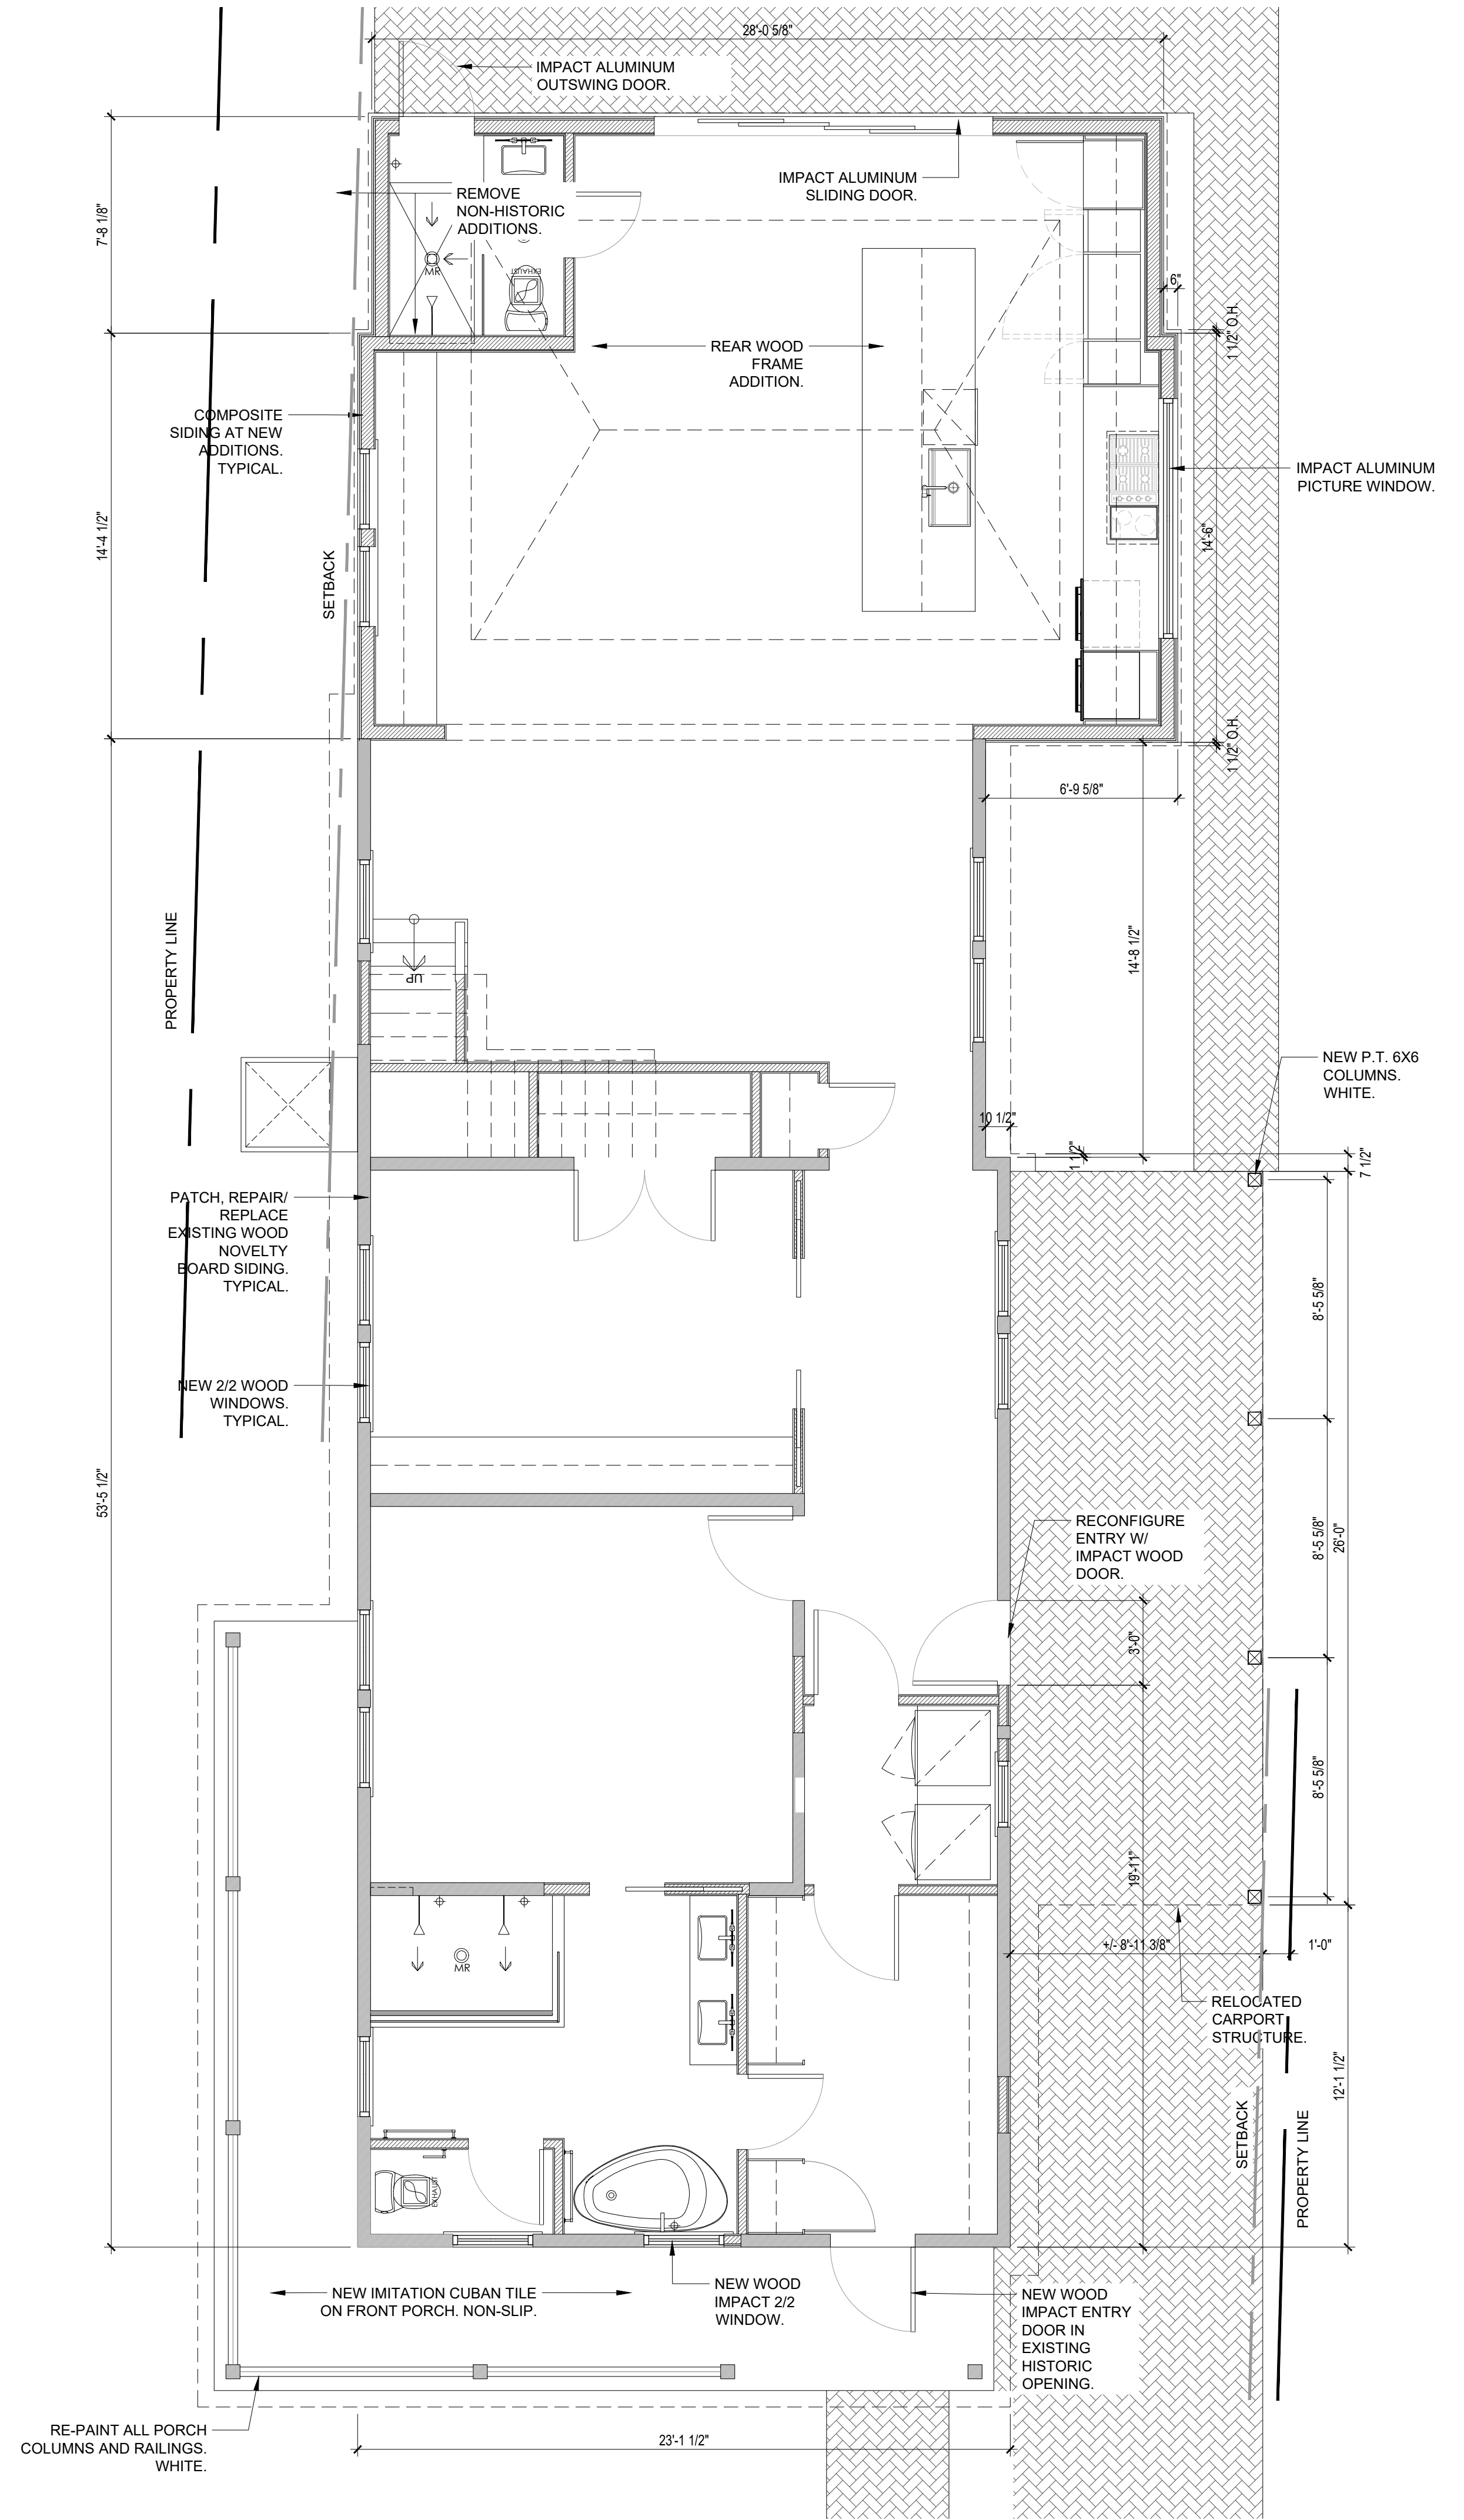 28'-0 5/8"
IMPACT ALUMINUM
OUTSWING DOOR.
IMPACT ALUMINUM
SLIDING DOOR.
REMOVE
NON-HISTORIC
ADDITIONS.
7'-8 1/8"
MR
EXHAUST
6"
1 1/2" O.H.
REAR WOOD
FRAME
ADDITION.
COMPOSITE
SIDING AT NEW
ADDITIONS.
TYPICAL.
IMPACT ALUMINUM
PICTURE WINDOW.
14'-4 1/2"
14'-6"
SETBACK
1 1/2" O.H.
6'-9 5/8"
PROPERTY LINE
14'-8 1/2"
UP
NEW P.T. 6X6
COLUMNS.
WHITE.
10 1/2"
1 1/2"
7 1/2"
PATCH, REPAIR/
REPLACE
EXISTING WOOD
NOVELTY
BOARD SIDING.
TYPICAL.
8'-5 5/8"
NEW 2/2 WOOD
WINDOWS.
TYPICAL.
53'-5 1/2"
RECONFIGURE
ENTRY W/
IMPACT WOOD
DOOR.
8'-5 5/8"
26'-0"
3'-0"
8'-5 5/8"
19'-11"
+/- 8'-11 3/8"
1'-0"
MR
RELOCATED
CARPORT
STRUCTURE.
12'-1 1/2"
SETBACK
PROPERTY LINE
EXHAUST
NEW IMITATION CUBAN TILE
ON FRONT PORCH. NON-SLIP.
NEW WOOD
IMPACT 2/2
WINDOW.
NEW WOOD
IMPACT ENTRY
DOOR IN
EXISTING
HISTORIC
OPENING.
RE-PAINT ALL PORCH
COLUMNS AND RAILINGS.
WHITE.
23'-1 1/2"